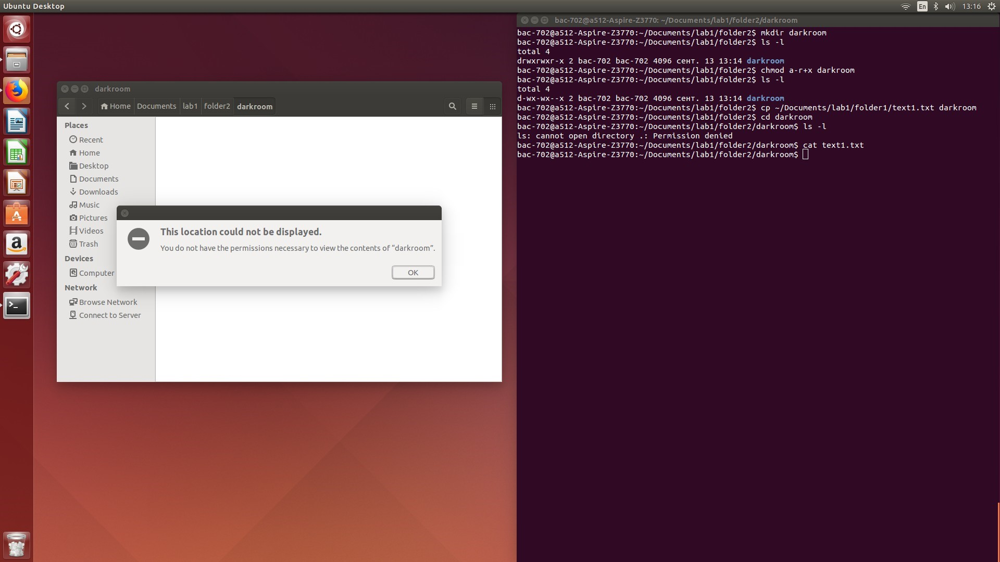 Ubuntu Desktop
En
13:16
darkroom
Home
Documents
lab1
folder2
darkroom
Places
Recent
Home
Desktop
Documents
Downloads
Music
Pictures
Videos
Trash
Devices
Computer
Network
Browse Network
Connect to Server
This location could not be displayed.
You do not have the permissions necessary to view the contents of “darkroom”.
OK
bac-702@a512-Aspire-Z3770: ~/Documents/lab1/folder2/darkroom
bac-702@a512-Aspire-Z3770:~/Documents/lab1/folder2$ mkdir darkroom
bac-702@a512-Aspire-Z3770:~/Documents/lab1/folder2$ ls -l
total 4
drwxrwxr-x 2 bac-702 bac-702 4096 сент. 13 13:14 darkroom
bac-702@a512-Aspire-Z3770:~/Documents/lab1/folder2$ chmod a-r+x darkroom
bac-702@a512-Aspire-Z3770:~/Documents/lab1/folder2$ ls -l
total 4
d-wx-wx--x 2 bac-702 bac-702 4096 сент. 13 13:14 darkroom
bac-702@a512-Aspire-Z3770:~/Documents/lab1/folder2$ cp ~/Documents/lab1/folder1/text1.txt darkroom
bac-702@a512-Aspire-Z3770:~/Documents/lab1/folder2$ cd darkroom
bac-702@a512-Aspire-Z3770:~/Documents/lab1/folder2/darkroom$ ls -l
ls: cannot open directory .: Permission denied
bac-702@a512-Aspire-Z3770:~/Documents/lab1/folder2/darkroom$ cat text1.txt
bac-702@a512-Aspire-Z3770:~/Documents/lab1/folder2/darkroom$